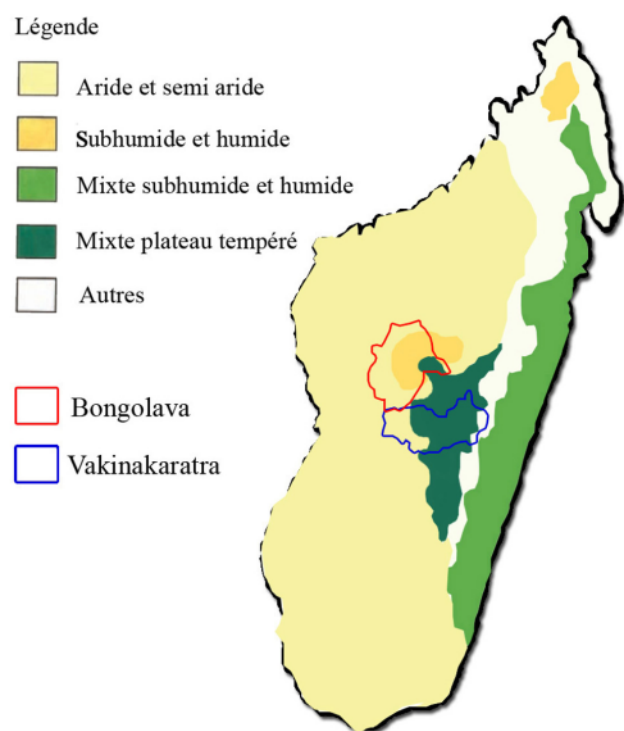 Légende
Aride et semi aride
Subhumide et humide
Mixte subhumide et humide
Mixte plateau tempéré
Autres
Bongolava
Vakinakaratra